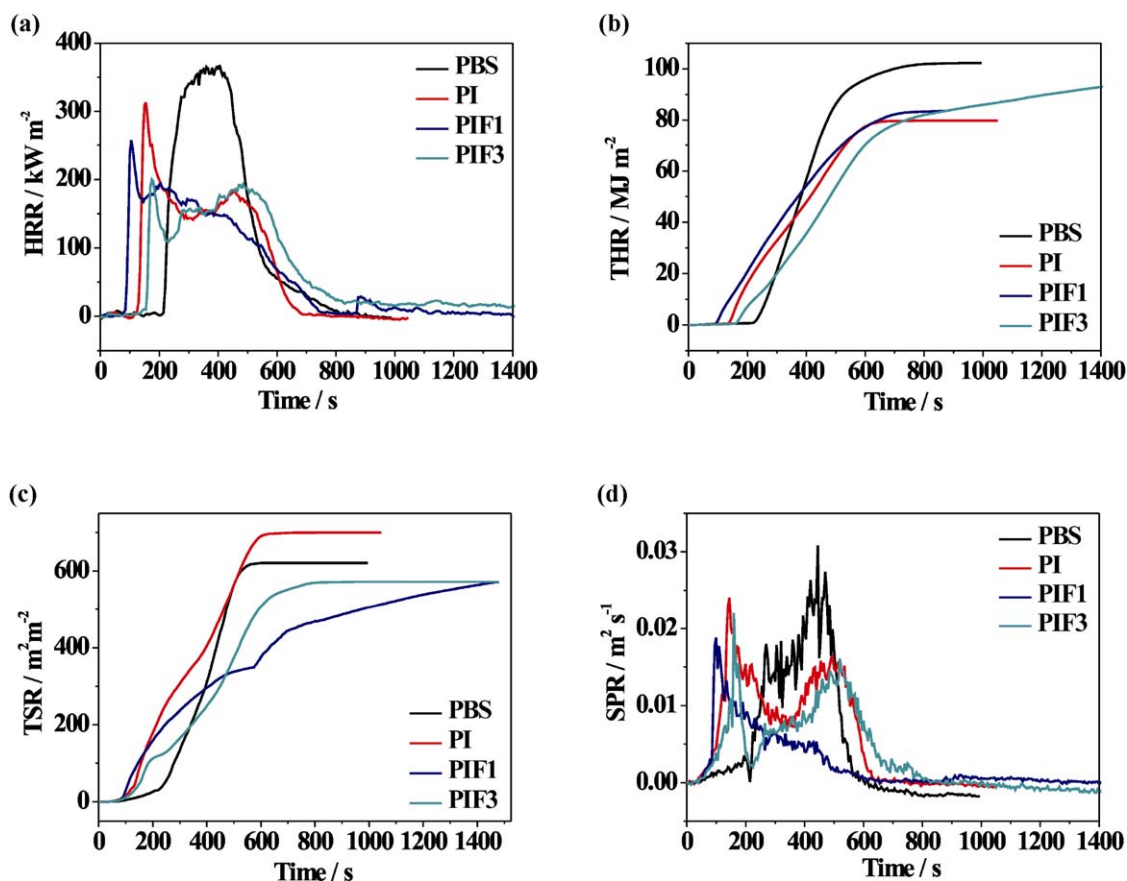 (a)
HRR / kW m⁻²
400
300
200
100
0
PBS
PI
PIF1
PIF3
0 200 400 600 800 1000 1200 1400
Time / s
(b)
THR / MJ m⁻²
100
80
60
40
20
0
PBS
PI
PIF1
PIF3
0 200 400 600 800 1000 1200 1400
Time / s
(c)
TSR / m² m⁻²
600
400
200
0
PBS
PI
PIF1
PIF3
0 200 400 600 800 1000 1200 1400
Time / s
(d)
SPR / m² s⁻¹
0.03
0.02
0.01
0.00
PBS
PI
PIF1
PIF3
0 200 400 600 800 1000 1200 1400
Time / s